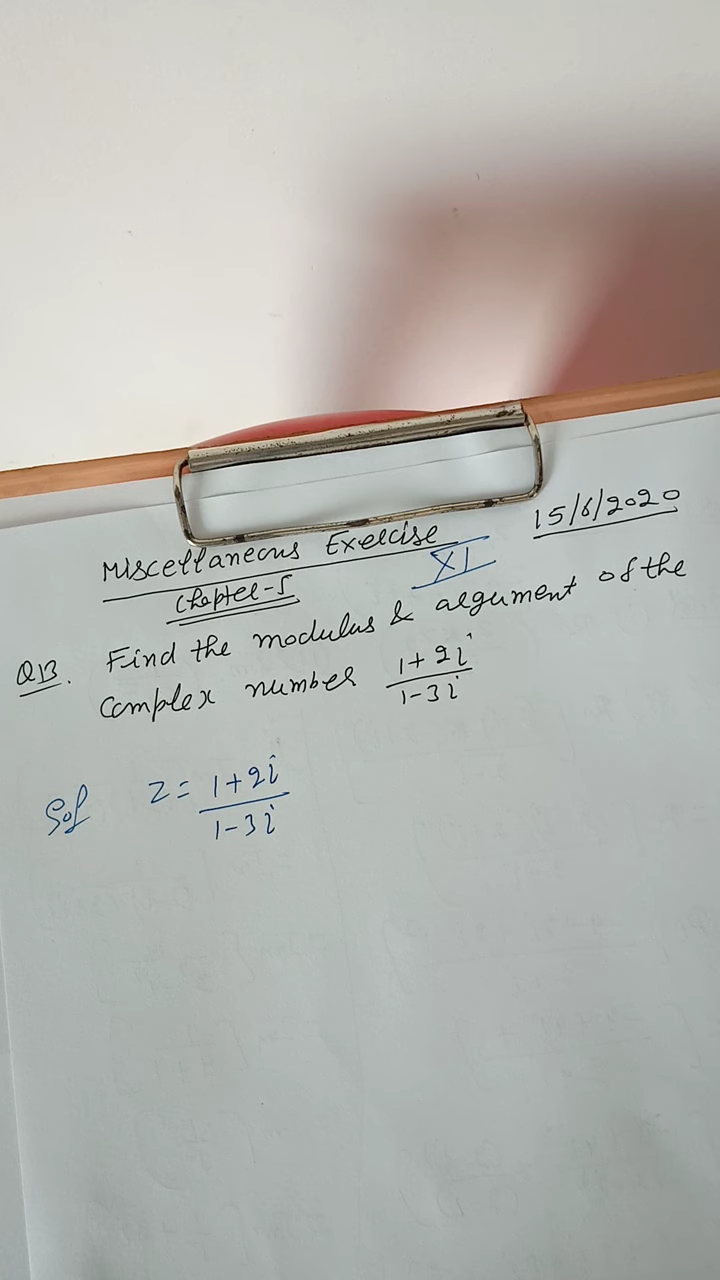 Miscellaneous Exercise 15/6/2020
Chapter-5 XI
Q13. Find the modulus & argument of the
complex number 1+2i/1-3i
Sol z = 1+2i/1-3i